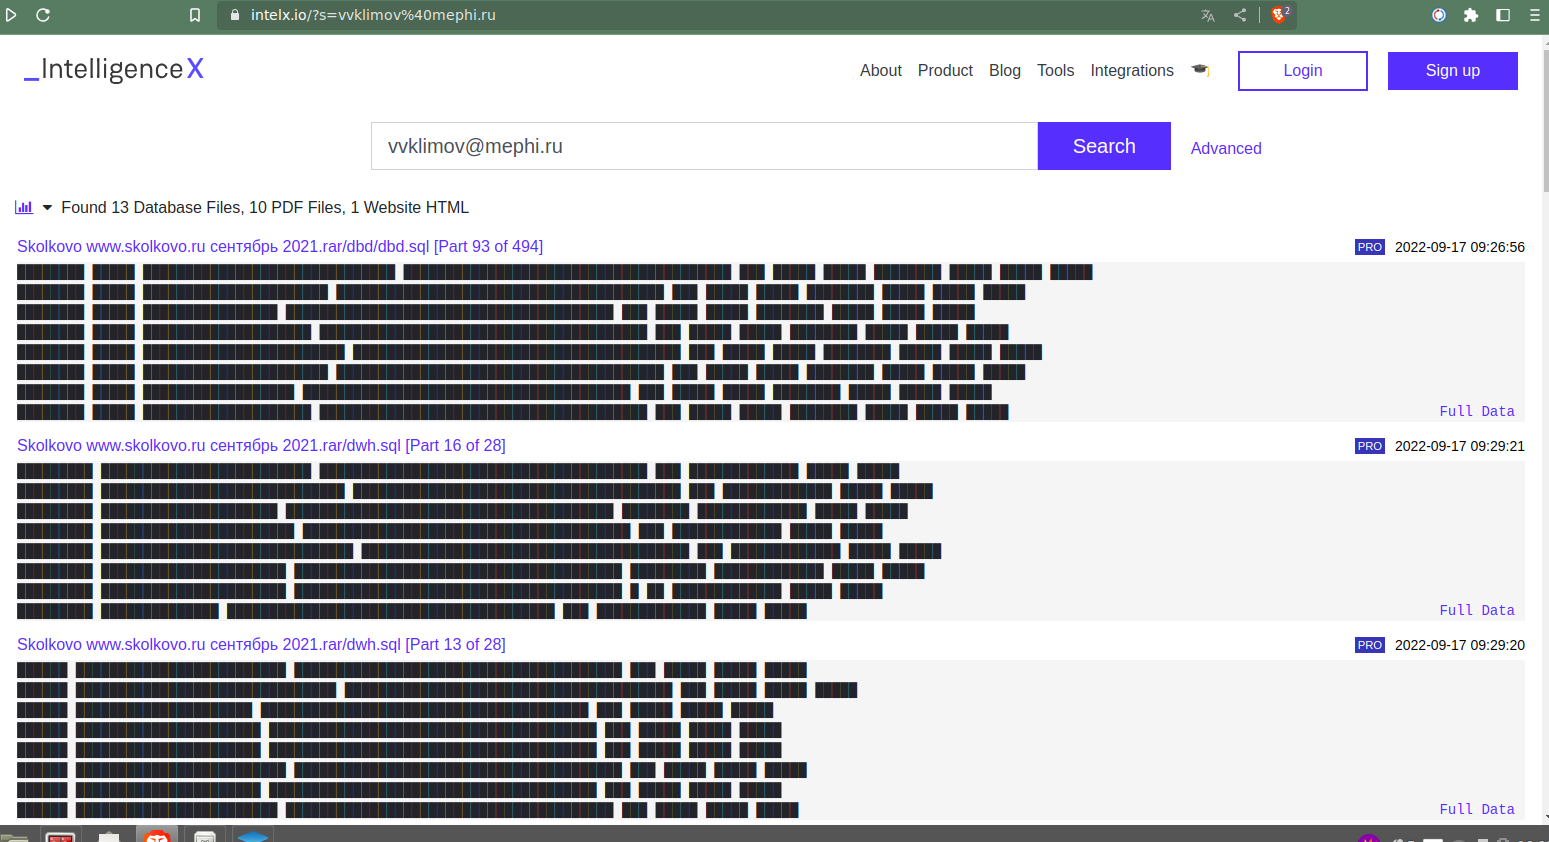 intelx.io/?s=vvklimov%40mephi.ru
2
_IntelligenceX
About Product Blog Tools Integrations Login Sign up
vvklimov@mephi.ru Search Advanced
Found 13 Database Files, 10 PDF Files, 1 Website HTML
Skolkovo www.skolkovo.ru сентябрь 2021.rar/dbd/dbd.sql [Part 93 of 494] PRO 2022-09-17 09:26:56
Full Data
Skolkovo www.skolkovo.ru сентябрь 2021.rar/dwh.sql [Part 16 of 28] PRO 2022-09-17 09:29:21
Full Data
Skolkovo www.skolkovo.ru сентябрь 2021.rar/dwh.sql [Part 13 of 28] PRO 2022-09-17 09:29:20
Full Data